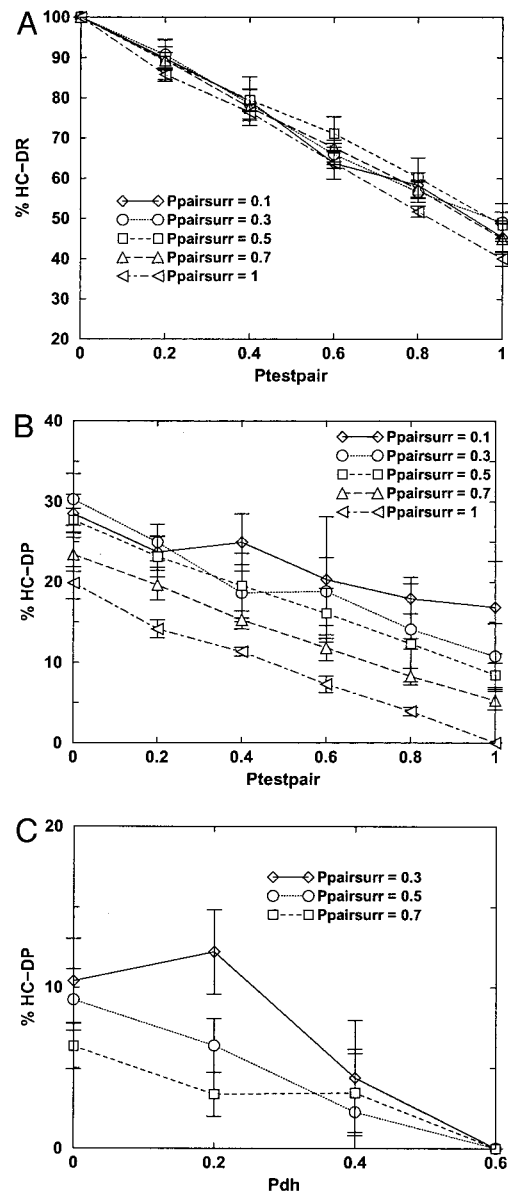 A
100
90
80
70
60
50
40
30
20
% HC–DR
Ppairsurr = 0.1
Ppairsurr = 0.3
Ppairsurr = 0.5
Ppairsurr = 0.7
Ppairsurr = 1
0 0.2 0.4 0.6 0.8 1
Ptestpair
B
40
30
20
10
0
% HC–DP
Ppairsurr = 0.1
Ppairsurr = 0.3
Ppairsurr = 0.5
Ppairsurr = 0.7
Ppairsurr = 1
0 0.2 0.4 0.6 0.8 1
Ptestpair
C
20
10
0
% HC–DP
Ppairsurr = 0.3
Ppairsurr = 0.5
Ppairsurr = 0.7
0 0.2 0.4 0.6
Pdh